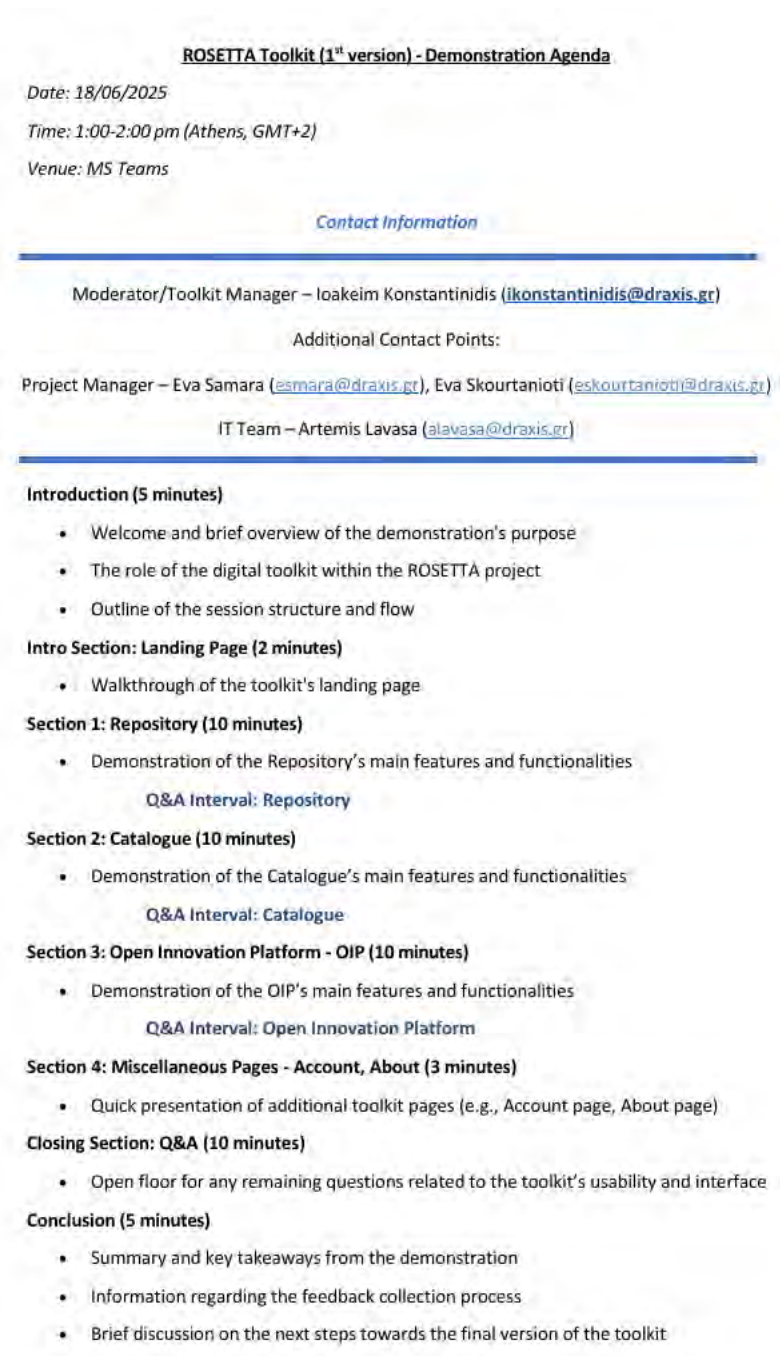 ROSETTA Toolkit (1st version) - Demonstration Agenda
Date: 18/06/2025
Time: 1:00-2:00 pm (Athens, GMT+2)
Venue: MS Teams
Contact Information
Moderator/Toolkit Manager – Ioakeim Konstantinidis (ikonstantinidis@draxis.gr)
Additional Contact Points:
Project Manager – Eva Samara (esmara@draxis.gr), Eva Skourtanioti (eskourtanioti@draxis.gr)
IT Team – Artemis Lavasa (alavasa@draxis.gr)
Introduction (5 minutes)
• Welcome and brief overview of the demonstration's purpose
• The role of the digital toolkit within the ROSETTA project
• Outline of the session structure and flow
Intro Section: Landing Page (2 minutes)
• Walkthrough of the toolkit's landing page
Section 1: Repository (10 minutes)
• Demonstration of the Repository's main features and functionalities
Q&A Interval: Repository
Section 2: Catalogue (10 minutes)
• Demonstration of the Catalogue's main features and functionalities
Q&A Interval: Catalogue
Section 3: Open Innovation Platform - OIP (10 minutes)
• Demonstration of the OIP's main features and functionalities
Q&A Interval: Open Innovation Platform
Section 4: Miscellaneous Pages - Account, About (3 minutes)
• Quick presentation of additional toolkit pages (e.g., Account page, About page)
Closing Section: Q&A (10 minutes)
• Open floor for any remaining questions related to the toolkit's usability and interface
Conclusion (5 minutes)
• Summary and key takeaways from the demonstration
• Information regarding the feedback collection process
• Brief discussion on the next steps towards the final version of the toolkit